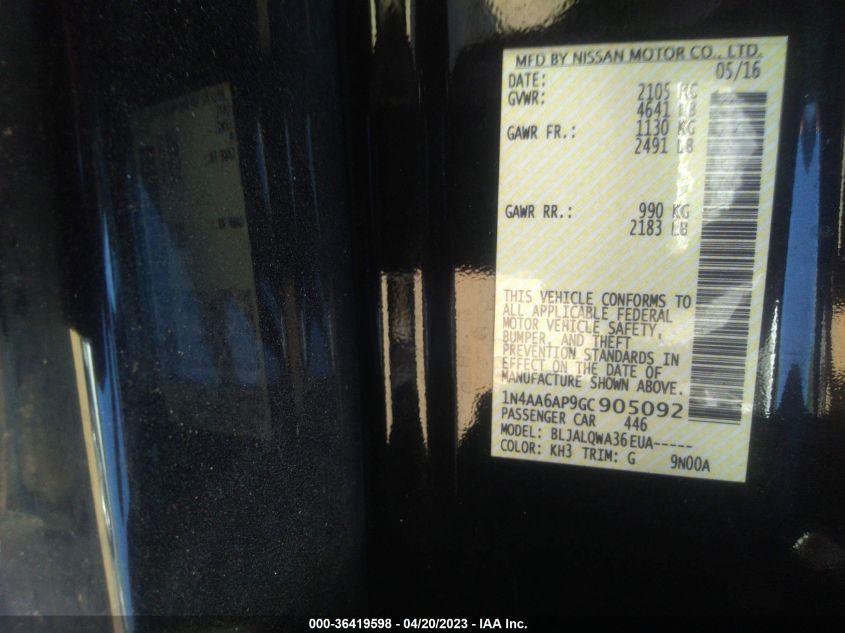 MFD BY NISSAN MOTOR CO., LTD.
DATE: 05/16
GVWR: 2105 KG
4641 LB
GAWR FR.: 1130 KG
2491 LB
GAWR RR.: 990 KG
2183 LB
THIS VEHICLE CONFORMS TO
ALL APPLICABLE FEDERAL
MOTOR VEHICLE SAFETY,
BUMPER, AND THEFT
PREVENTION STANDARDS IN
EFFECT ON THE DATE OF
MANUFACTURE SHOWN ABOVE.
1N4AA6AP9GC905092
PASSENGER CAR 446
MODEL: BLJALQWA36EUA-----
COLOR: KH3 TRIM: G 9N00A
000-36419598 - 04/20/2023 - IAA Inc.